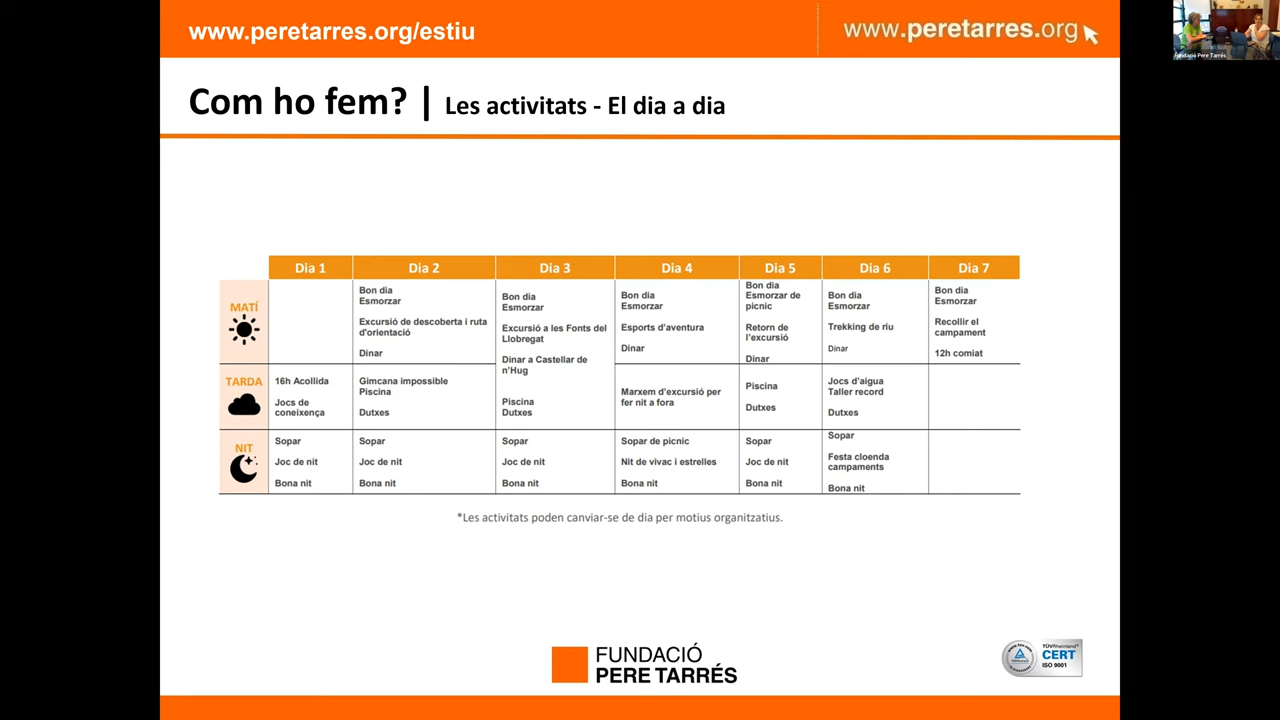 www.peretarres.org/estiu
www.peretarres.org
Fundació Pere Tarrés
Com ho fem? | Les activitats - El dia a dia
Dia 1
Dia 2
Dia 3
Dia 4
Dia 5
Dia 6
Dia 7
MATÍ
Bon dia
Esmorzar
Excursió de descoberta i ruta
d'orientació
Dinar
Bon dia
Esmorzar
Excursió a les Fonts del
Llobregat
Dinar a Castellar de
n'Hug
Piscina
Dutxes
Bon dia
Esmorzar
Esports d'aventura
Dinar
Bon dia
Esmorzar de
picnic
Retorn de
l'excursió
Dinar
Bon dia
Esmorzar
Trekking de riu
Dinar
Bon dia
Esmorzar
Recollir el
campament
12h comiat
TARDA
16h Acollida
Jocs de
coneixença
Gimcana impossible
Piscina
Dutxes
Marxem d'excursió per
fer nit a fora
Piscina
Dutxes
Jocs d'aigua
Taller record
Dutxes
NIT
Sopar
Joc de nit
Bona nit
Sopar
Joc de nit
Bona nit
Sopar
Joc de nit
Bona nit
Sopar de picnic
Nit de vivac i estrelles
Bona nit
Sopar
Joc de nit
Bona nit
Sopar
Festa cloenda
campaments
Bona nit
*Les activitats poden canviar-se de dia per motius organitzatius.
FUNDACIÓ
PERE TARRÉS
TÜVRheinland
CERT
ISO 9001